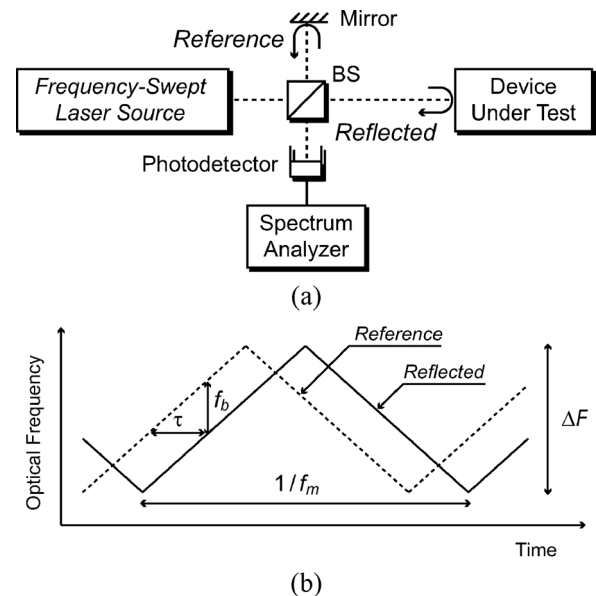 Mirror
Reference
BS
Frequency-Swept
Laser Source
Device
Under Test
Reflected
Photodetector
Spectrum
Analyzer
(a)
Optical Frequency
Reference
Reflected
τ
f_b
ΔF
1/f_m
Time
(b)